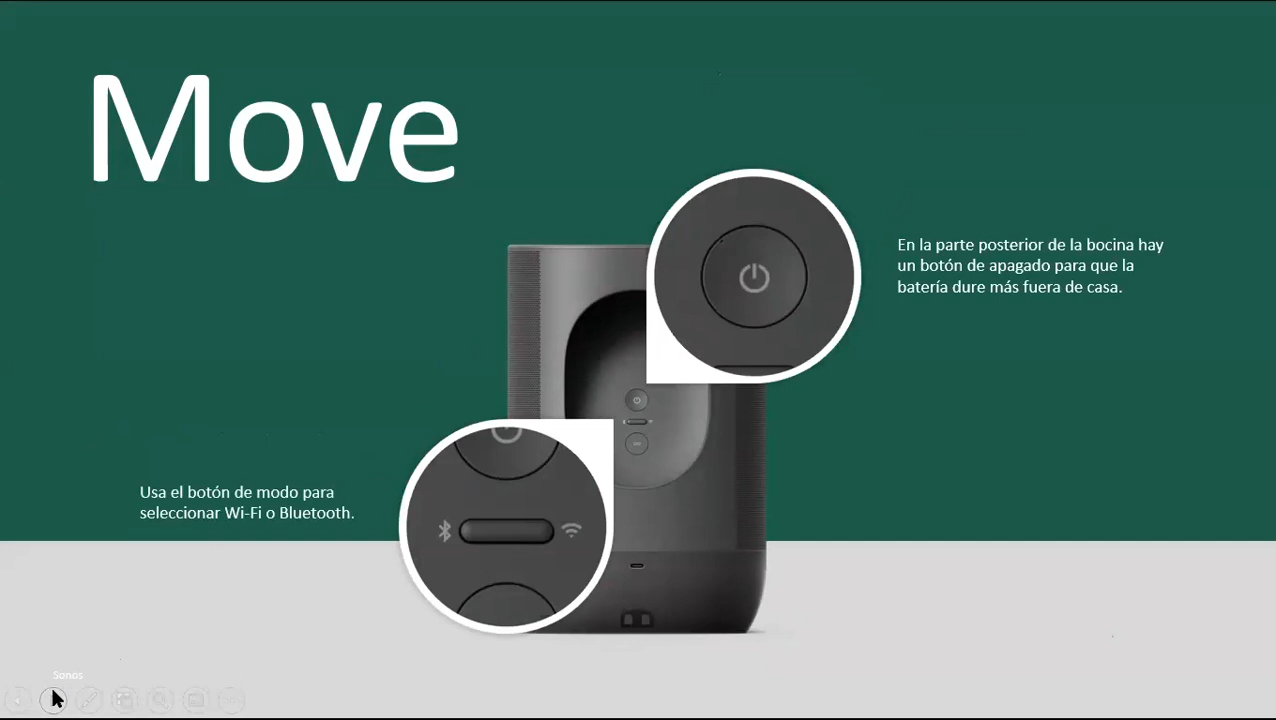 Move
En la parte posterior de la bocina hay
un botón de apagado para que la
batería dure más fuera de casa.
Usa el botón de modo para
seleccionar Wi-Fi o Bluetooth.
Sonos